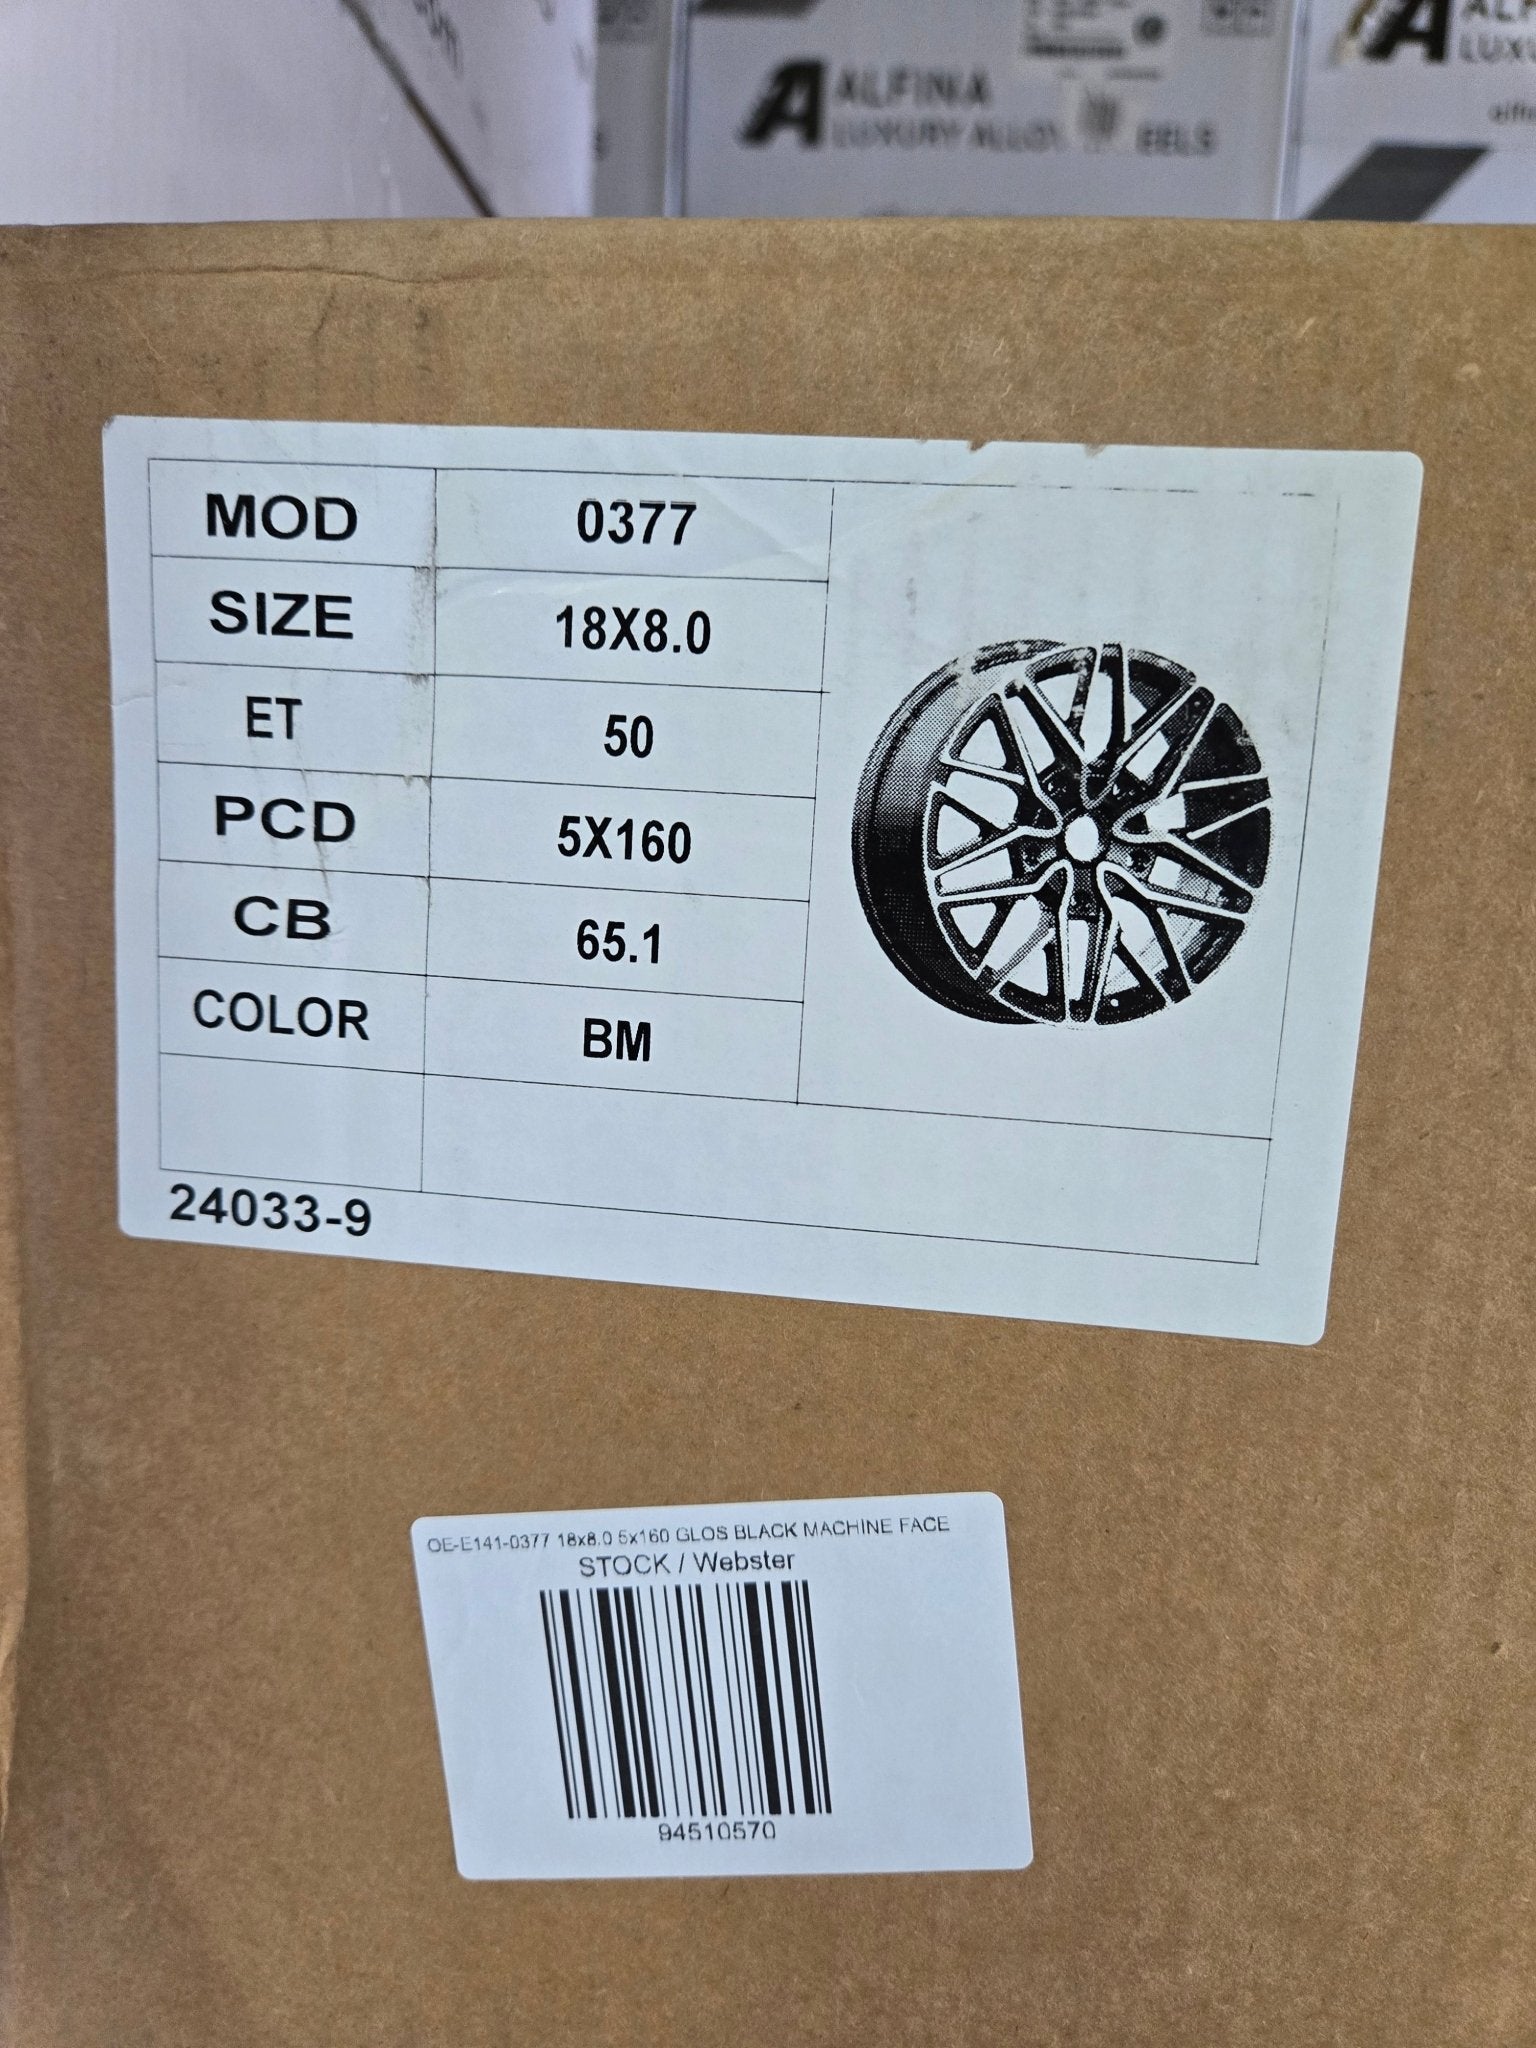 ALFINA
LUXURY ALLOY
EELS
MOD 0377
SIZE 18X8.0
ET 50
PCD 5X160
CB 65.1
COLOR BM
24033-9
OE-E141-0377 18x8.0 5x160 GLOS BLACK MACHINE FACE
STOCK / Webster
94510570